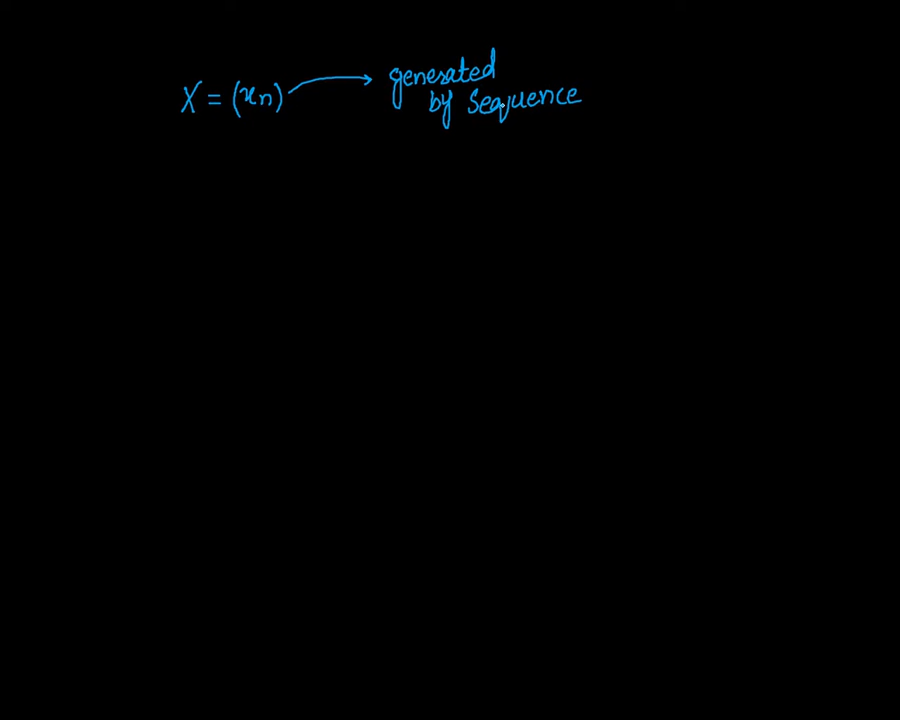 X = (xn) → generated
by sequence